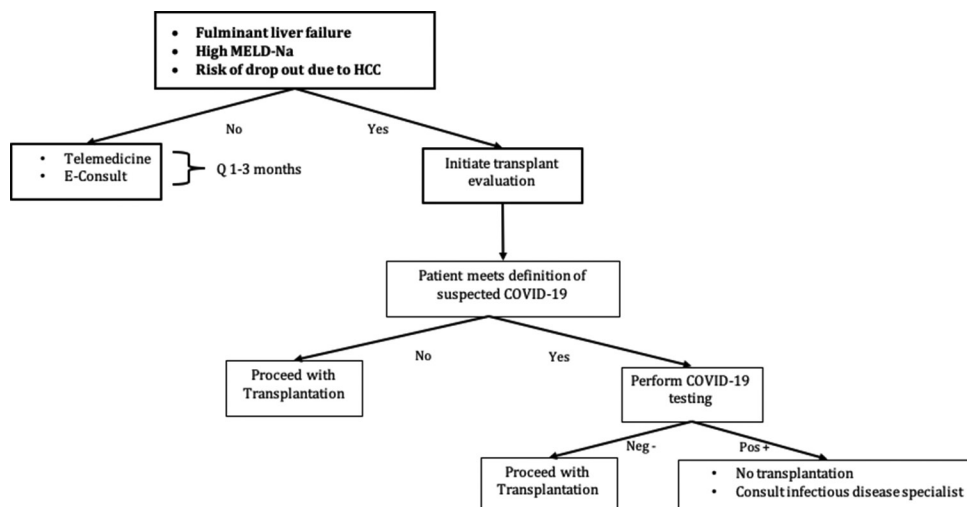 • Fulminant liver failure
• High MELD-Na
• Risk of drop out due to HCC
No
Yes
• Telemedicine
• E-Consult
Q 1-3 months
Initiate transplant
evaluation
Patient meets definition of
suspected COVID-19
No
Yes
Proceed with
Transplantation
Perform COVID-19
testing
Neg -
Pos +
Proceed with
Transplantation
• No transplantation
• Consult infectious disease specialist